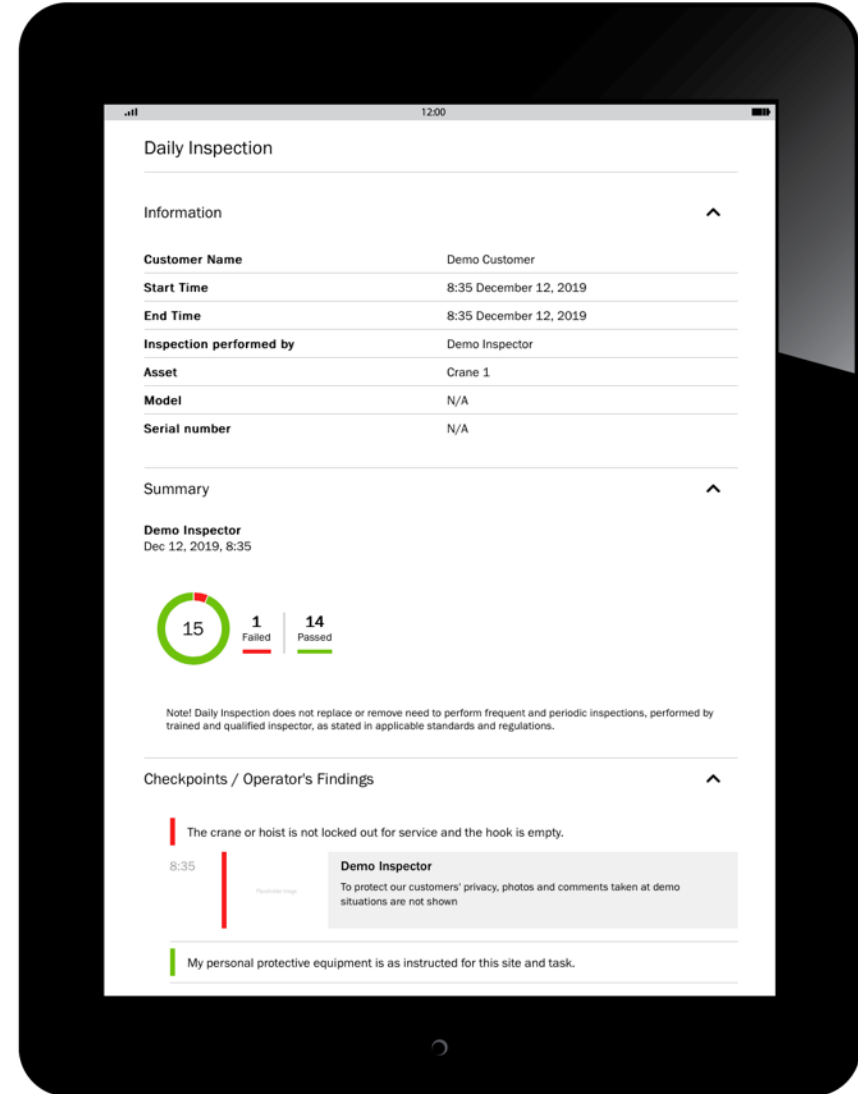 12:00
Daily Inspection
Information
Customer Name Demo Customer
Start Time 8:35 December 12, 2019
End Time 8:35 December 12, 2019
Inspection performed by Demo Inspector
Asset Crane 1
Model N/A
Serial number N/A
Summary
Demo Inspector
Dec 12, 2019, 8:35
15
1
Failed
14
Passed
Note! Daily Inspection does not replace or remove need to perform frequent and periodic inspections, performed by
trained and qualified inspector, as stated in applicable standards and regulations.
Checkpoints / Operator's Findings
The crane or hoist is not locked out for service and the hook is empty.
8:35
Placeholder image
Demo Inspector
To protect our customers' privacy, photos and comments taken at demo
situations are not shown
My personal protective equipment is as instructed for this site and task.